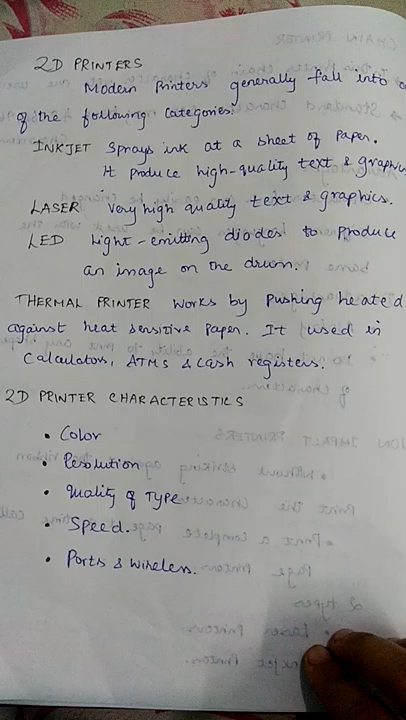 2D PRINTERS
Modern Printers generally fall into
of the following categories:
INKJET Sprays ink at a sheet of Paper.
It produce high-quality text & graphics
LASER Very high quality text & graphics.
LED Light-emitting diodes to Produce
an image on the drum.
THERMAL PRINTER Works by Pushing heated
against heat sensitive Paper. It used in
Calculators, ATMs & Cash registers.
2D PRINTER CHARACTERISTICS
• Color
• Resolution
• Quality of Type
• Speed.
• Ports & Wireless.